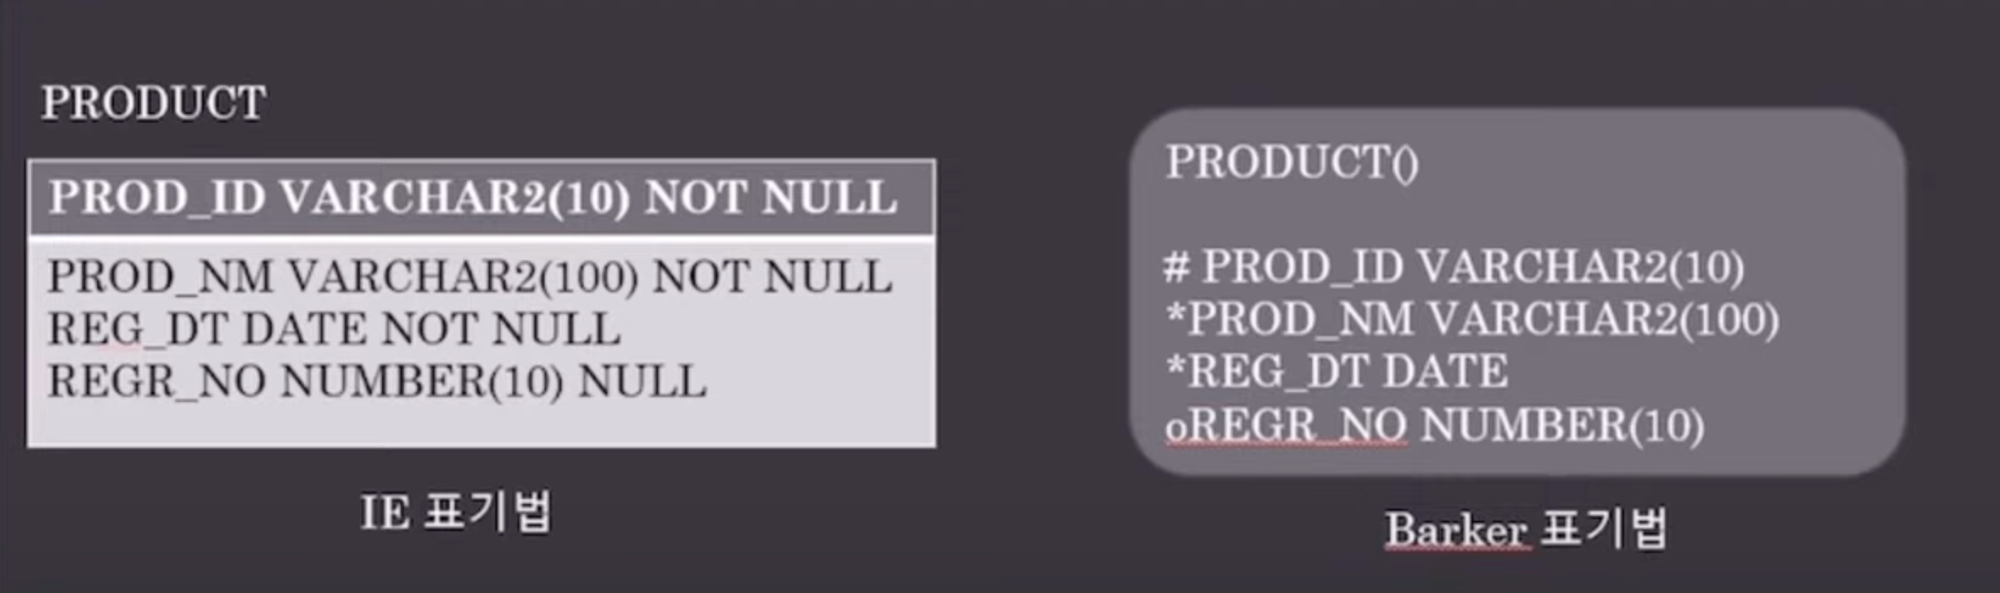 PRODUCT
PROD_ID VARCHAR2(10) NOT NULL
PROD_NM VARCHAR2(100) NOT NULL
REG_DT DATE NOT NULL
REGR_NO NUMBER(10) NULL
IE 표기법
PRODUCT()
# PROD_ID VARCHAR2(10)
*PROD_NM VARCHAR2(100)
*REG_DT DATE
oREGR_NO NUMBER(10)
Barker 표기법